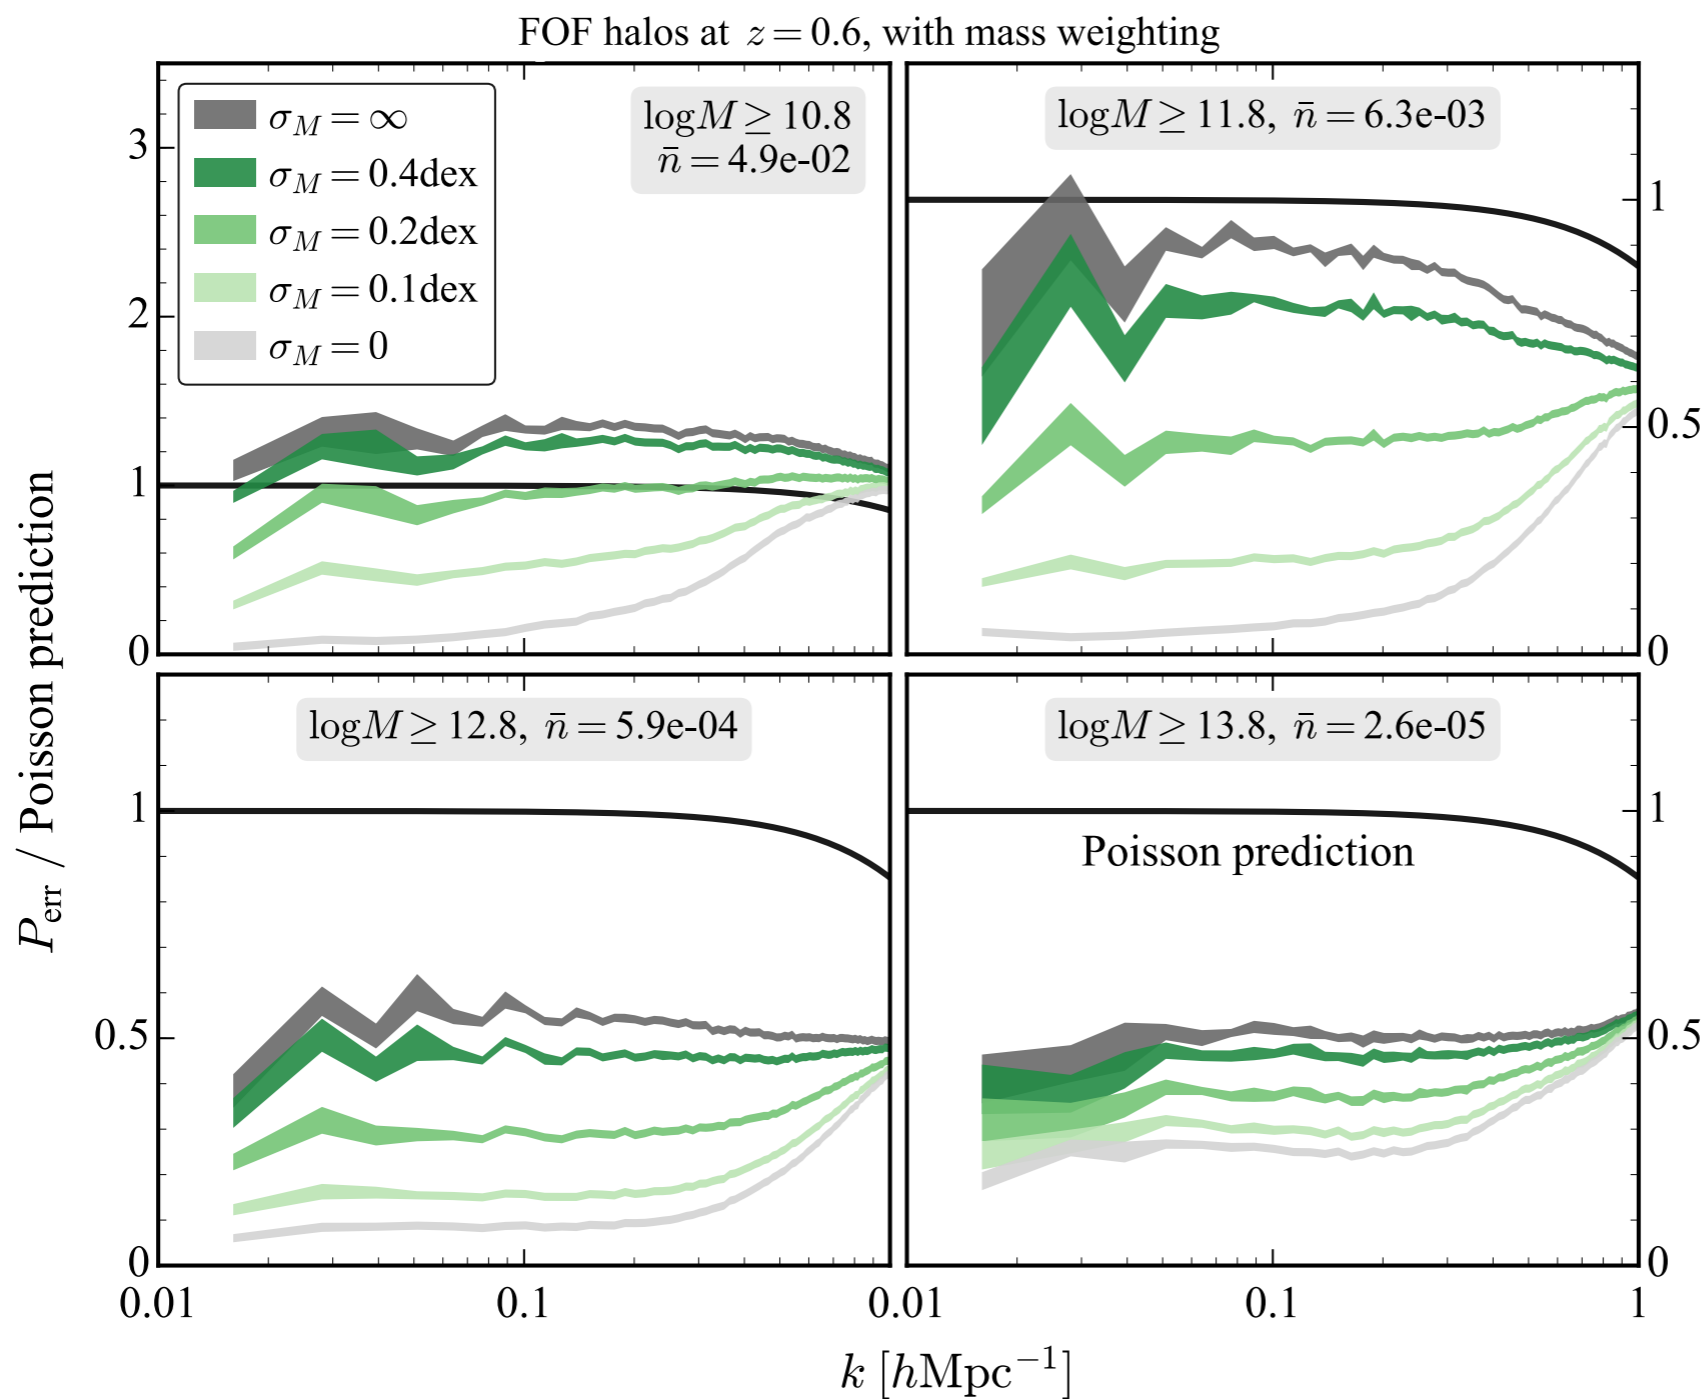 FOF halos at z = 0.6, with mass weighting
σ_M = ∞
σ_M = 0.4dex
σ_M = 0.2dex
σ_M = 0.1dex
σ_M = 0
logM ≥ 10.8
n̄ = 4.9e-02
logM ≥ 11.8, n̄ = 6.3e-03
3
2
1
0
1
0.5
0
logM ≥ 12.8, n̄ = 5.9e-04
logM ≥ 13.8, n̄ = 2.6e-05
Poisson prediction
1
0.5
0
1
0.5
0
0.01
0.1
0.01
0.1
1
k [hMpc⁻¹]
P_err / Poisson prediction